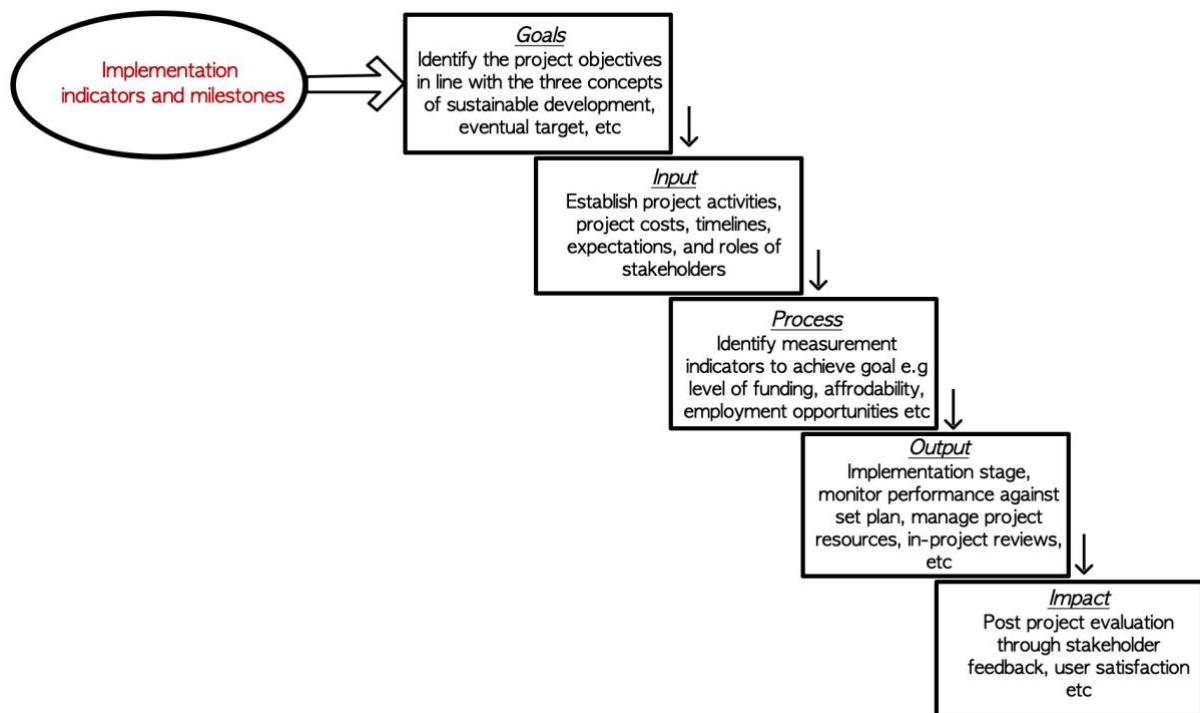 Implementation
indicators and milestones
Goals
Identify the project objectives
in line with the three concepts
of sustainable development,
eventual target, etc
Input
Establish project activities,
project costs, timelines,
expectations, and roles of
stakeholders
Process
Identify measurement
indicators to achieve goal e.g
level of funding, affrodability,
employment opportunities etc
Output
Implementation stage,
monitor performance against
set plan, manage project
resources, in-project reviews,
etc
Impact
Post project evaluation
through stakeholder
feedback, user satisfaction
etc